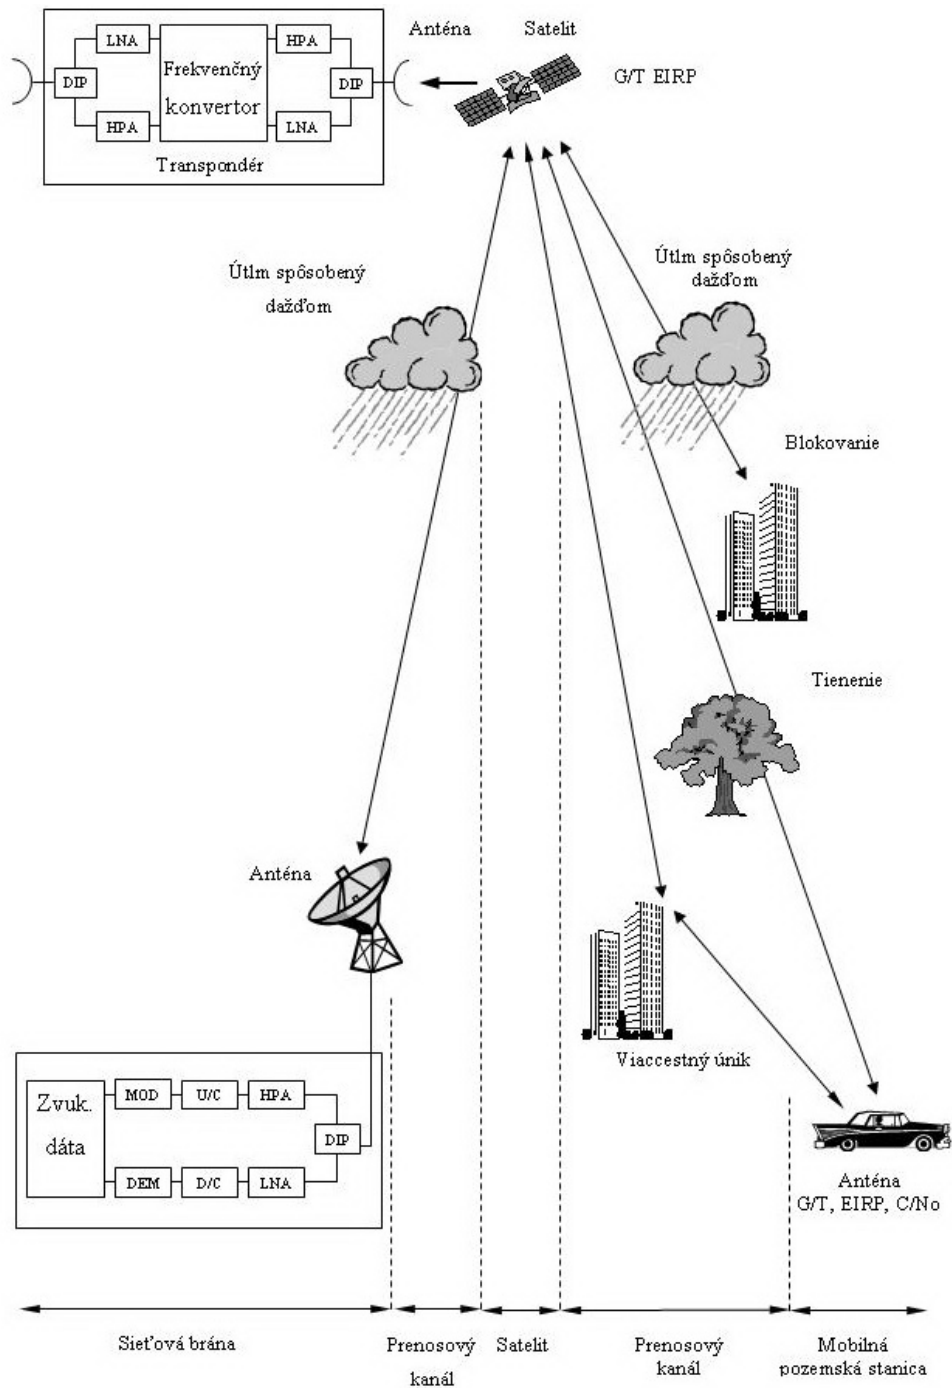 Anténa
Satelit
G/T EIRP
LNA
HPA
DIP
Frekvenčný
konvertor
DIP
HPA
LNA
Transpondér
Útlm spôsobený
dažďom
Útlm spôsobený
dažďom
Blokovanie
Tienenie
Anténa
Viaccestný únik
Zvuk.
dáta
MOD
U/C
HPA
DIP
DEM
D/C
LNA
Anténa
G/T, EIRP, C/No
Sieťová brána
Prenosový
kanál
Satelit
Prenosový
kanál
Mobilná
pozemská stanica